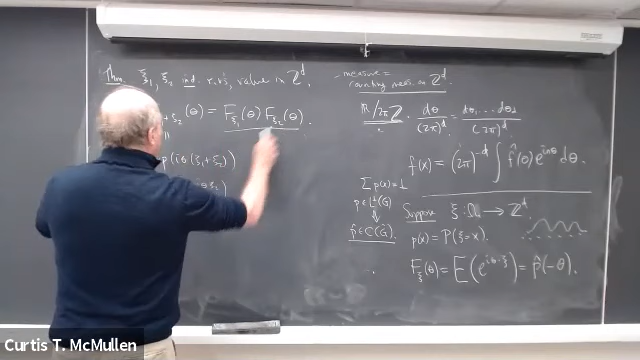 Thm. ξ₁, ξ₂ ind. r.v.'s, value in ℤᵈ
+ξ₂(θ) = F_ξ₁(θ) F_ξ₂(θ).
(iθ(ξ₁+ξ₂))
measure =
counting meas. on ℤᵈ
ℝ/2πℤ. dθ/(2π)ᵈ = dθ₁...dθ_d/(2π)ᵈ
f(x) = (2π)⁻ᵈ ∫ f̂(θ) e^{ixθ} dθ.
Σ p(x) = 1
p ∈ L¹(G)
⇓
p̂ ∈ C(Ĝ)
Suppose ξ: Ω → ℤᵈ
p(x) = P(ξ=x).
F_ξ(θ) = E(e^{iθ·ξ}) = p̂(-θ).
Curtis T. McMullen